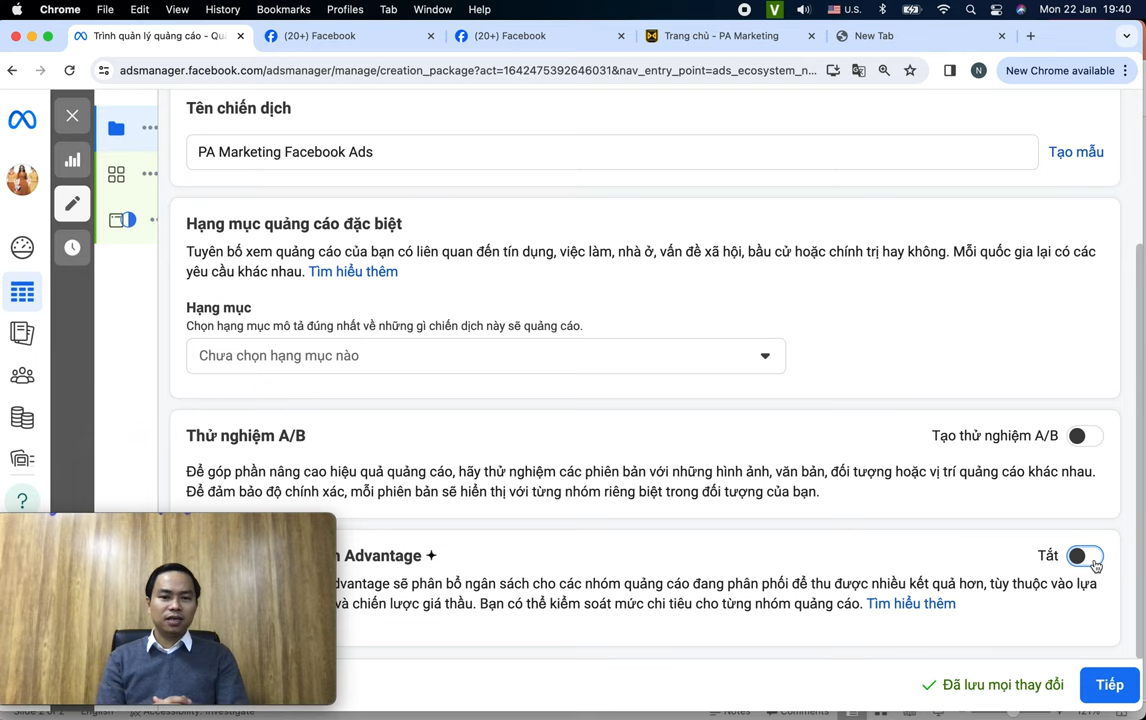 Chrome File Edit View History Bookmarks Profiles Tab Window Help V U.S. Mon 22 Jan 19:40
Trình quản lý quảng cáo - Qu (20+) Facebook (20+) Facebook Trang chủ - PA Marketing New Tab
adsmanager.facebook.com/adsmanager/manage/creation_package?act=1642475392646031&nav_entry_point=ads_ecosystem_n... N New Chrome available
Tên chiến dịch
PA Marketing Facebook Ads Tạo mẫu
Hạng mục quảng cáo đặc biệt
Tuyên bố xem quảng cáo của bạn có liên quan đến tín dụng, việc làm, nhà ở, vấn đề xã hội, bầu cử hoặc chính trị hay không. Mỗi quốc gia lại có các
yêu cầu khác nhau. Tìm hiểu thêm
Hạng mục
Chọn hạng mục mô tả đúng nhất về những gì chiến dịch này sẽ quảng cáo.
Chưa chọn hạng mục nào
Thử nghiệm A/B Tạo thử nghiệm A/B
Để góp phần nâng cao hiệu quả quảng cáo, hãy thử nghiệm các phiên bản với những hình ảnh, văn bản, đối tượng hoặc vị trí quảng cáo khác nhau.
Để đảm bảo độ chính xác, mỗi phiên bản sẽ hiển thị với từng nhóm riêng biệt trong đối tượng của bạn.
?
Advantage Tắt
dvantage sẽ phân bổ ngân sách cho các nhóm quảng cáo đang phân phối để thu được nhiều kết quả hơn, tùy thuộc vào lựa
và chiến lược giá thầu. Bạn có thể kiểm soát mức chi tiêu cho từng nhóm quảng cáo. Tìm hiểu thêm
Đã lưu mọi thay đổi Tiếp